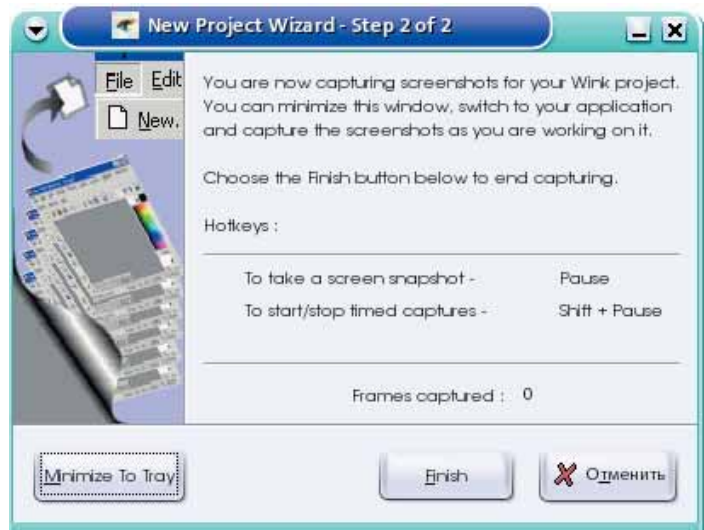 New Project Wizard - Step 2 of 2
File Edit
New.
You are now capturing screenshots for your Wink project.
You can minimize this window, switch to your application
and capture the screenshots as you are working on it.
Choose the Finish button below to end capturing.
Hotkeys :
To take a screen snapshot - Pause
To start/stop timed captures - Shift + Pause
Frames captured : 0
Minimize To Tray
Finish
Отменить